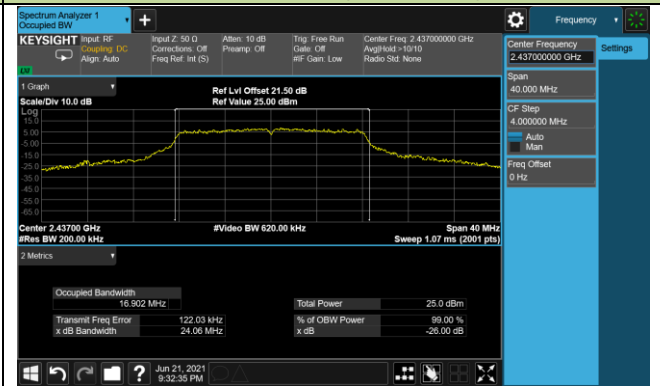 Spectrum Analyzer 1
Occupied BW
+
Frequency
KEYSIGHT
Input: RF
Coupling: DC
Align: Auto
Input Z: 50 Ω
Corrections: Off
Freq Ref: Int (S)
Atten: 10 dB
Preamp: Off
Trig: Free Run
Gate: Off
#IF Gain: Low
Center Freq: 2.437000000 GHz
Avg|Hold:>10/10
Radio Std: None
Center Frequency
2.437000000 GHz
Settings
Span
40.000 MHz
CF Step
4.000000 MHz
Auto
Man
Freq Offset
0 Hz
1 Graph
Scale/Div 10.0 dB
Ref Lvl Offset 21.50 dB
Ref Value 25.00 dBm
Log
15.0
5.00
-5.00
-15.0
-25.0
-35.0
-45.0
-55.0
-65.0
Center 2.43700 GHz
#Res BW 200.00 kHz
#Video BW 620.00 kHz
Span 40 MHz
Sweep 1.07 ms (2001 pts)
2 Metrics
Occupied Bandwidth
16.902 MHz
Total Power 25.0 dBm
Transmit Freq Error 122.03 kHz
% of OBW Power 99.00 %
x dB Bandwidth 24.06 MHz
x dB -26.00 dB
?
Jun 21, 2021
9:32:35 PM